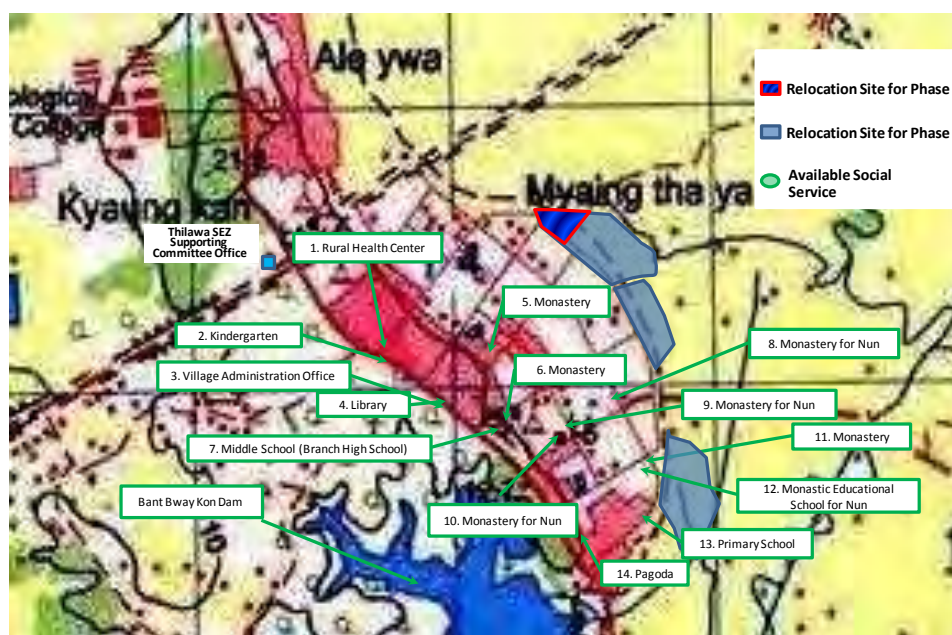 Ale ywa
ological
College
21
Kyaung kan
Myaing tha ya
Relocation Site for Phase
Relocation Site for Phase
Available Social
Service
Thilawa SEZ
Supporting
Committee Office
1. Rural Health Center
5. Monastery
2. Kindergarten
6. Monastery
8. Monastery for Nun
3. Village Administration Office
4. Library
9. Monastery for Nun
7. Middle School (Branch High School)
11. Monastery
Bant Bway Kon Dam
10. Monastery for Nun
12. Monastic Educational
School for Nun
13. Primary School
14. Pagoda